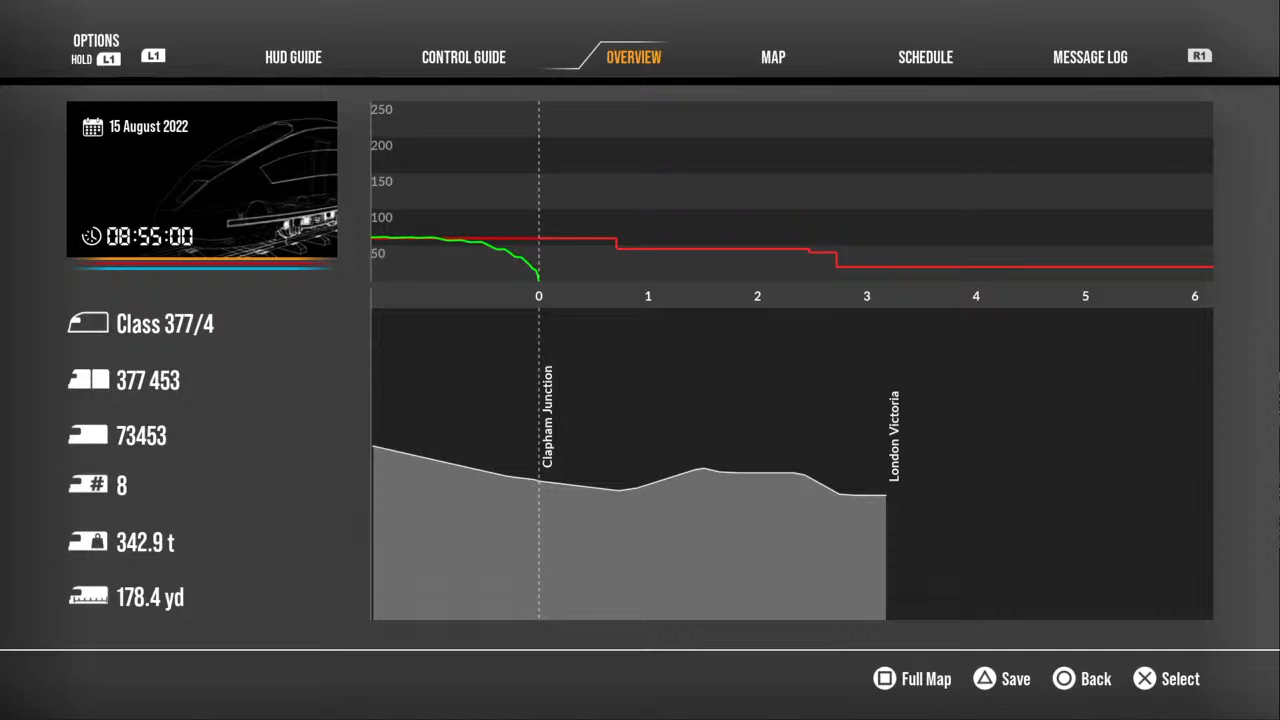 OPTIONS
HOLD L1
L1
HUD GUIDE
CONTROL GUIDE
OVERVIEW
MAP
SCHEDULE
MESSAGE LOG
R1
15 August 2022
08:55:00
Class 377/4
377 453
73453
# 8
342.9 t
178.4 yd
250
200
150
100
50
0 1 2 3 4 5 6
Clapham Junction
London Victoria
Full Map
Save
Back
Select